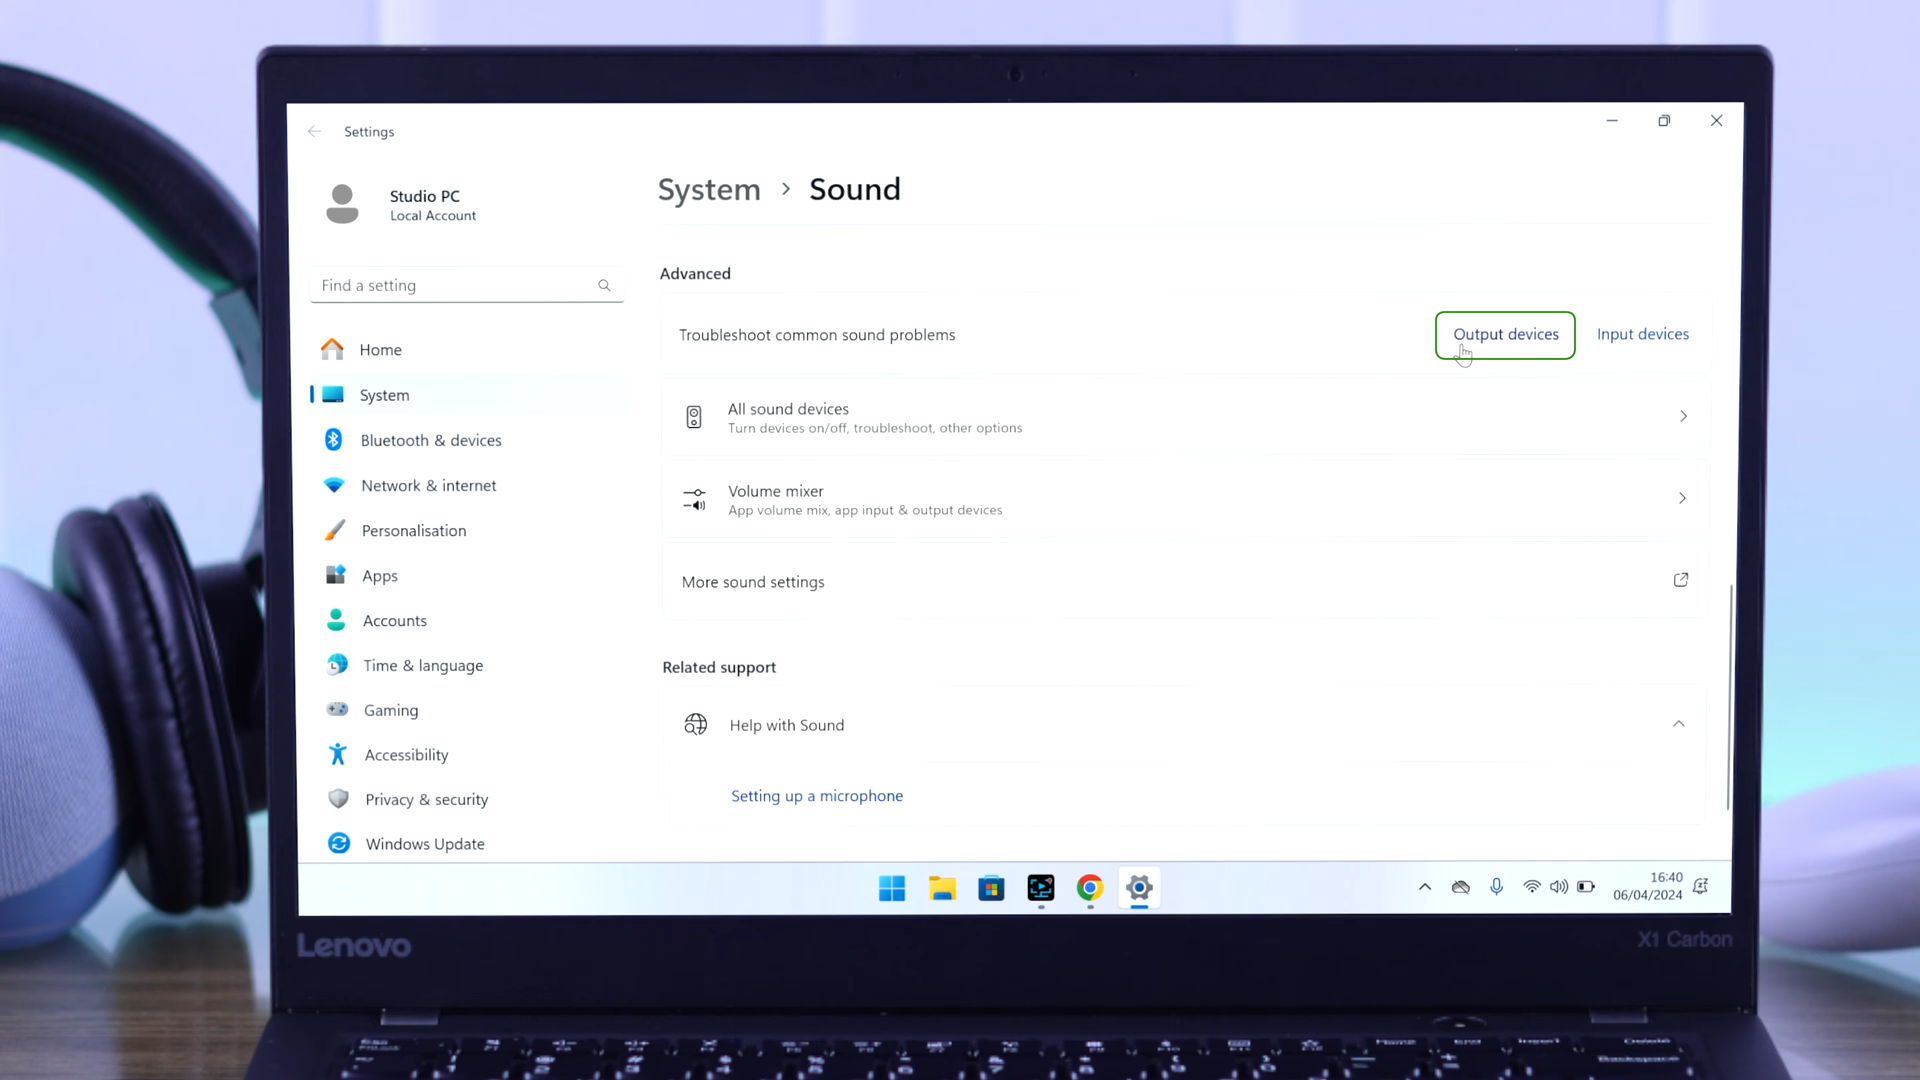 Settings
Studio PC
Local Account
Find a setting
Home
System
Bluetooth & devices
Network & internet
Personalisation
Apps
Accounts
Time & language
Gaming
Accessibility
Privacy & security
Windows Update
System > Sound
Advanced
Troubleshoot common sound problems
Output devices
Input devices
All sound devices
Turn devices on/off, troubleshoot, other options
Volume mixer
App volume mix, app input & output devices
More sound settings
Related support
Help with Sound
Setting up a microphone
16:40
06/04/2024
Lenovo
X1 Carbon